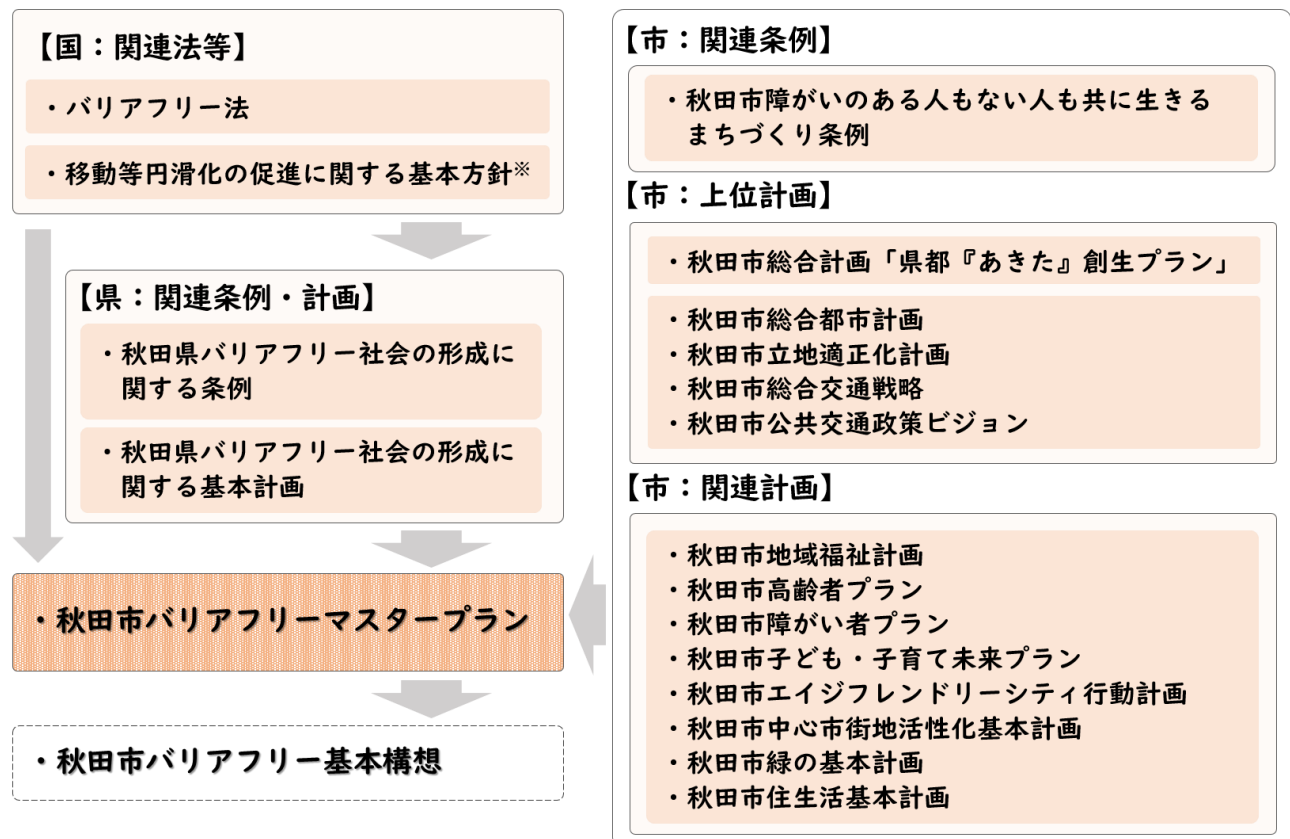 【国：関連法等】
・バリアフリー法
・移動等円滑化の促進に関する基本方針※
【県：関連条例・計画】
・秋田県バリアフリー社会の形成に
関する条例
・秋田県バリアフリー社会の形成に
関する基本計画
・秋田市バリアフリーマスタープラン
・秋田市バリアフリー基本構想
【市：関連条例】
・秋田市障がいのある人もない人も共に生きる
まちづくり条例
【市：上位計画】
・秋田市総合計画「県都『あきた』創生プラン」
・秋田市総合都市計画
・秋田市立地適正化計画
・秋田市総合交通戦略
・秋田市公共交通政策ビジョン
【市：関連計画】
・秋田市地域福祉計画
・秋田市高齢者プラン
・秋田市障がい者プラン
・秋田市子ども・子育て未来プラン
・秋田市エイジフレンドリーシティ行動計画
・秋田市中心市街地活性化基本計画
・秋田市緑の基本計画
・秋田市住生活基本計画